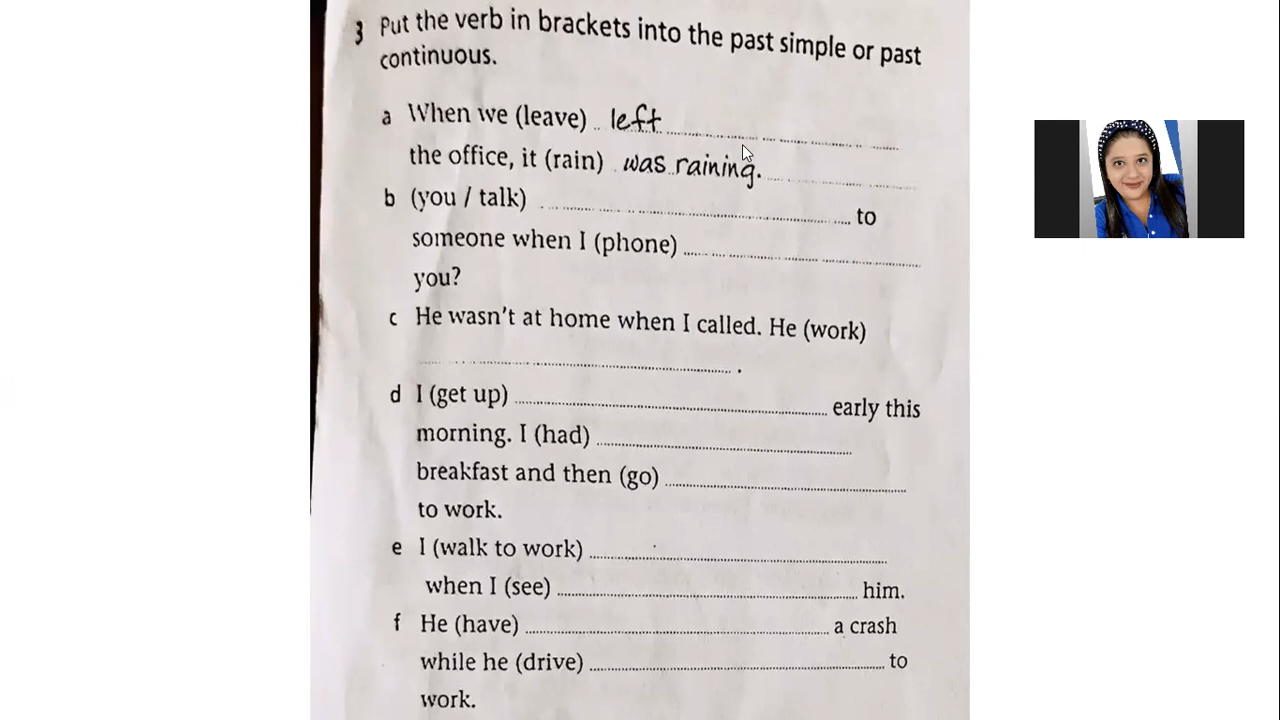 3 Put the verb in brackets into the past simple or past
continuous.
a When we (leave) left
the office, it (rain) was raining.
b (you / talk) to
someone when I (phone)
you?
c He wasn't at home when I called. He (work)
.
d I (get up) early this
morning. I (had)
breakfast and then (go)
to work.
e I (walk to work)
when I (see) him.
f He (have) a crash
while he (drive) to
work.